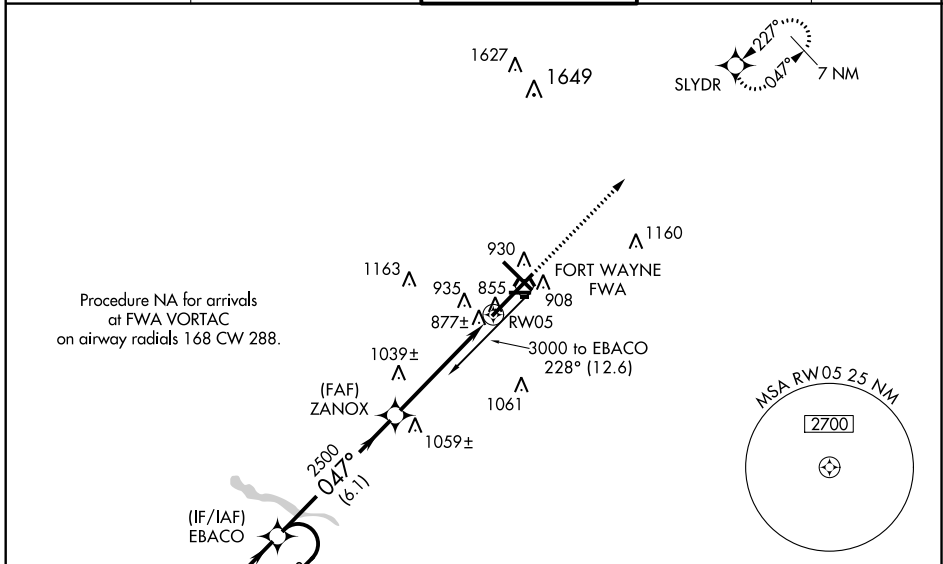 1627
1649
SLYDR
227°
047°
7 NM
1160
930
FORT WAYNE
FWA
1163
935
855
908
877±
RW05
Procedure NA for arrivals
at FWA VORTAC
on airway radials 168 CW 288.
3000 to EBACO
228° (12.6)
1039±
(FAF)
ZANOX
1061
1059±
MSA RW05 25 NM
2700
2500
047°
(6.1)
(IF/IAF)
EBACO